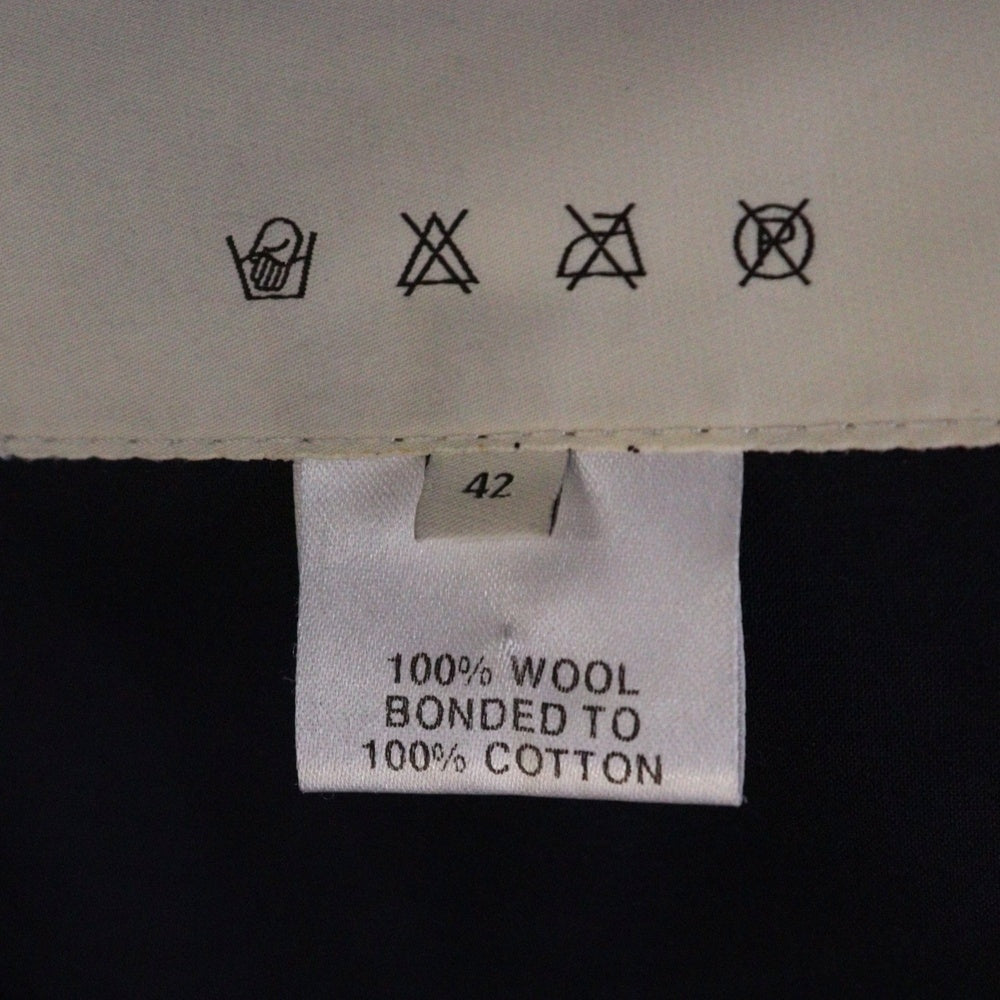 P
42
100% WOOL
BONDED TO
100% COTTON